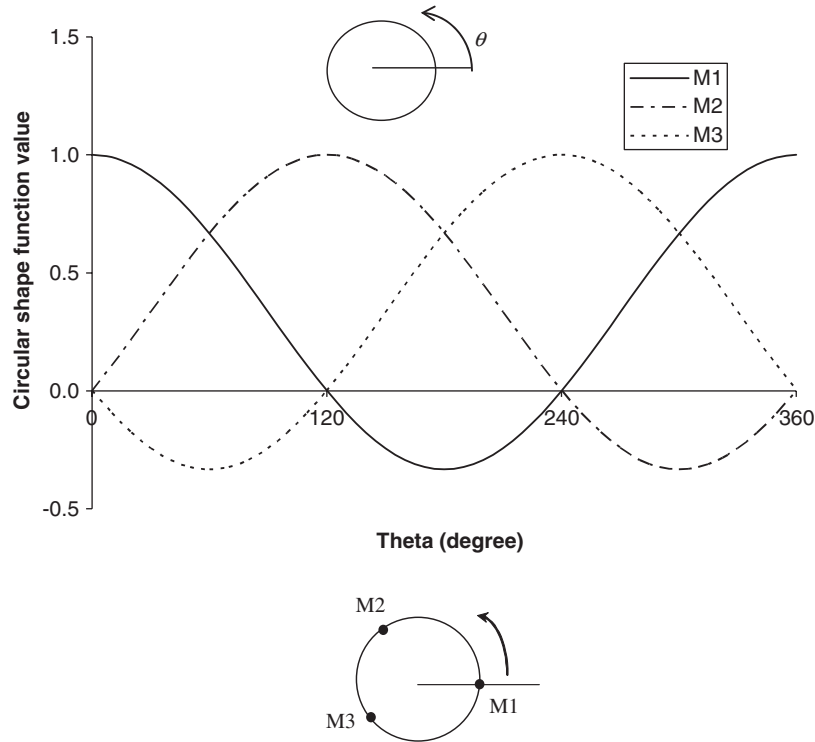 1.5
θ
M1
M2
M3
1.0
0.5
0.0
0
120
240
360
-0.5
Circular shape function value
Theta (degree)
M2
M3
M1